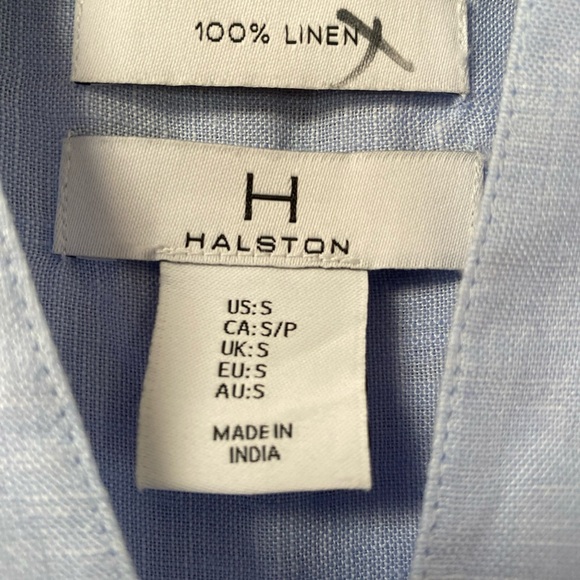 100% LINEN
H
HALSTON
US:S
CA:S/P
UK:S
EU:S
AU:S
MADE IN
INDIA